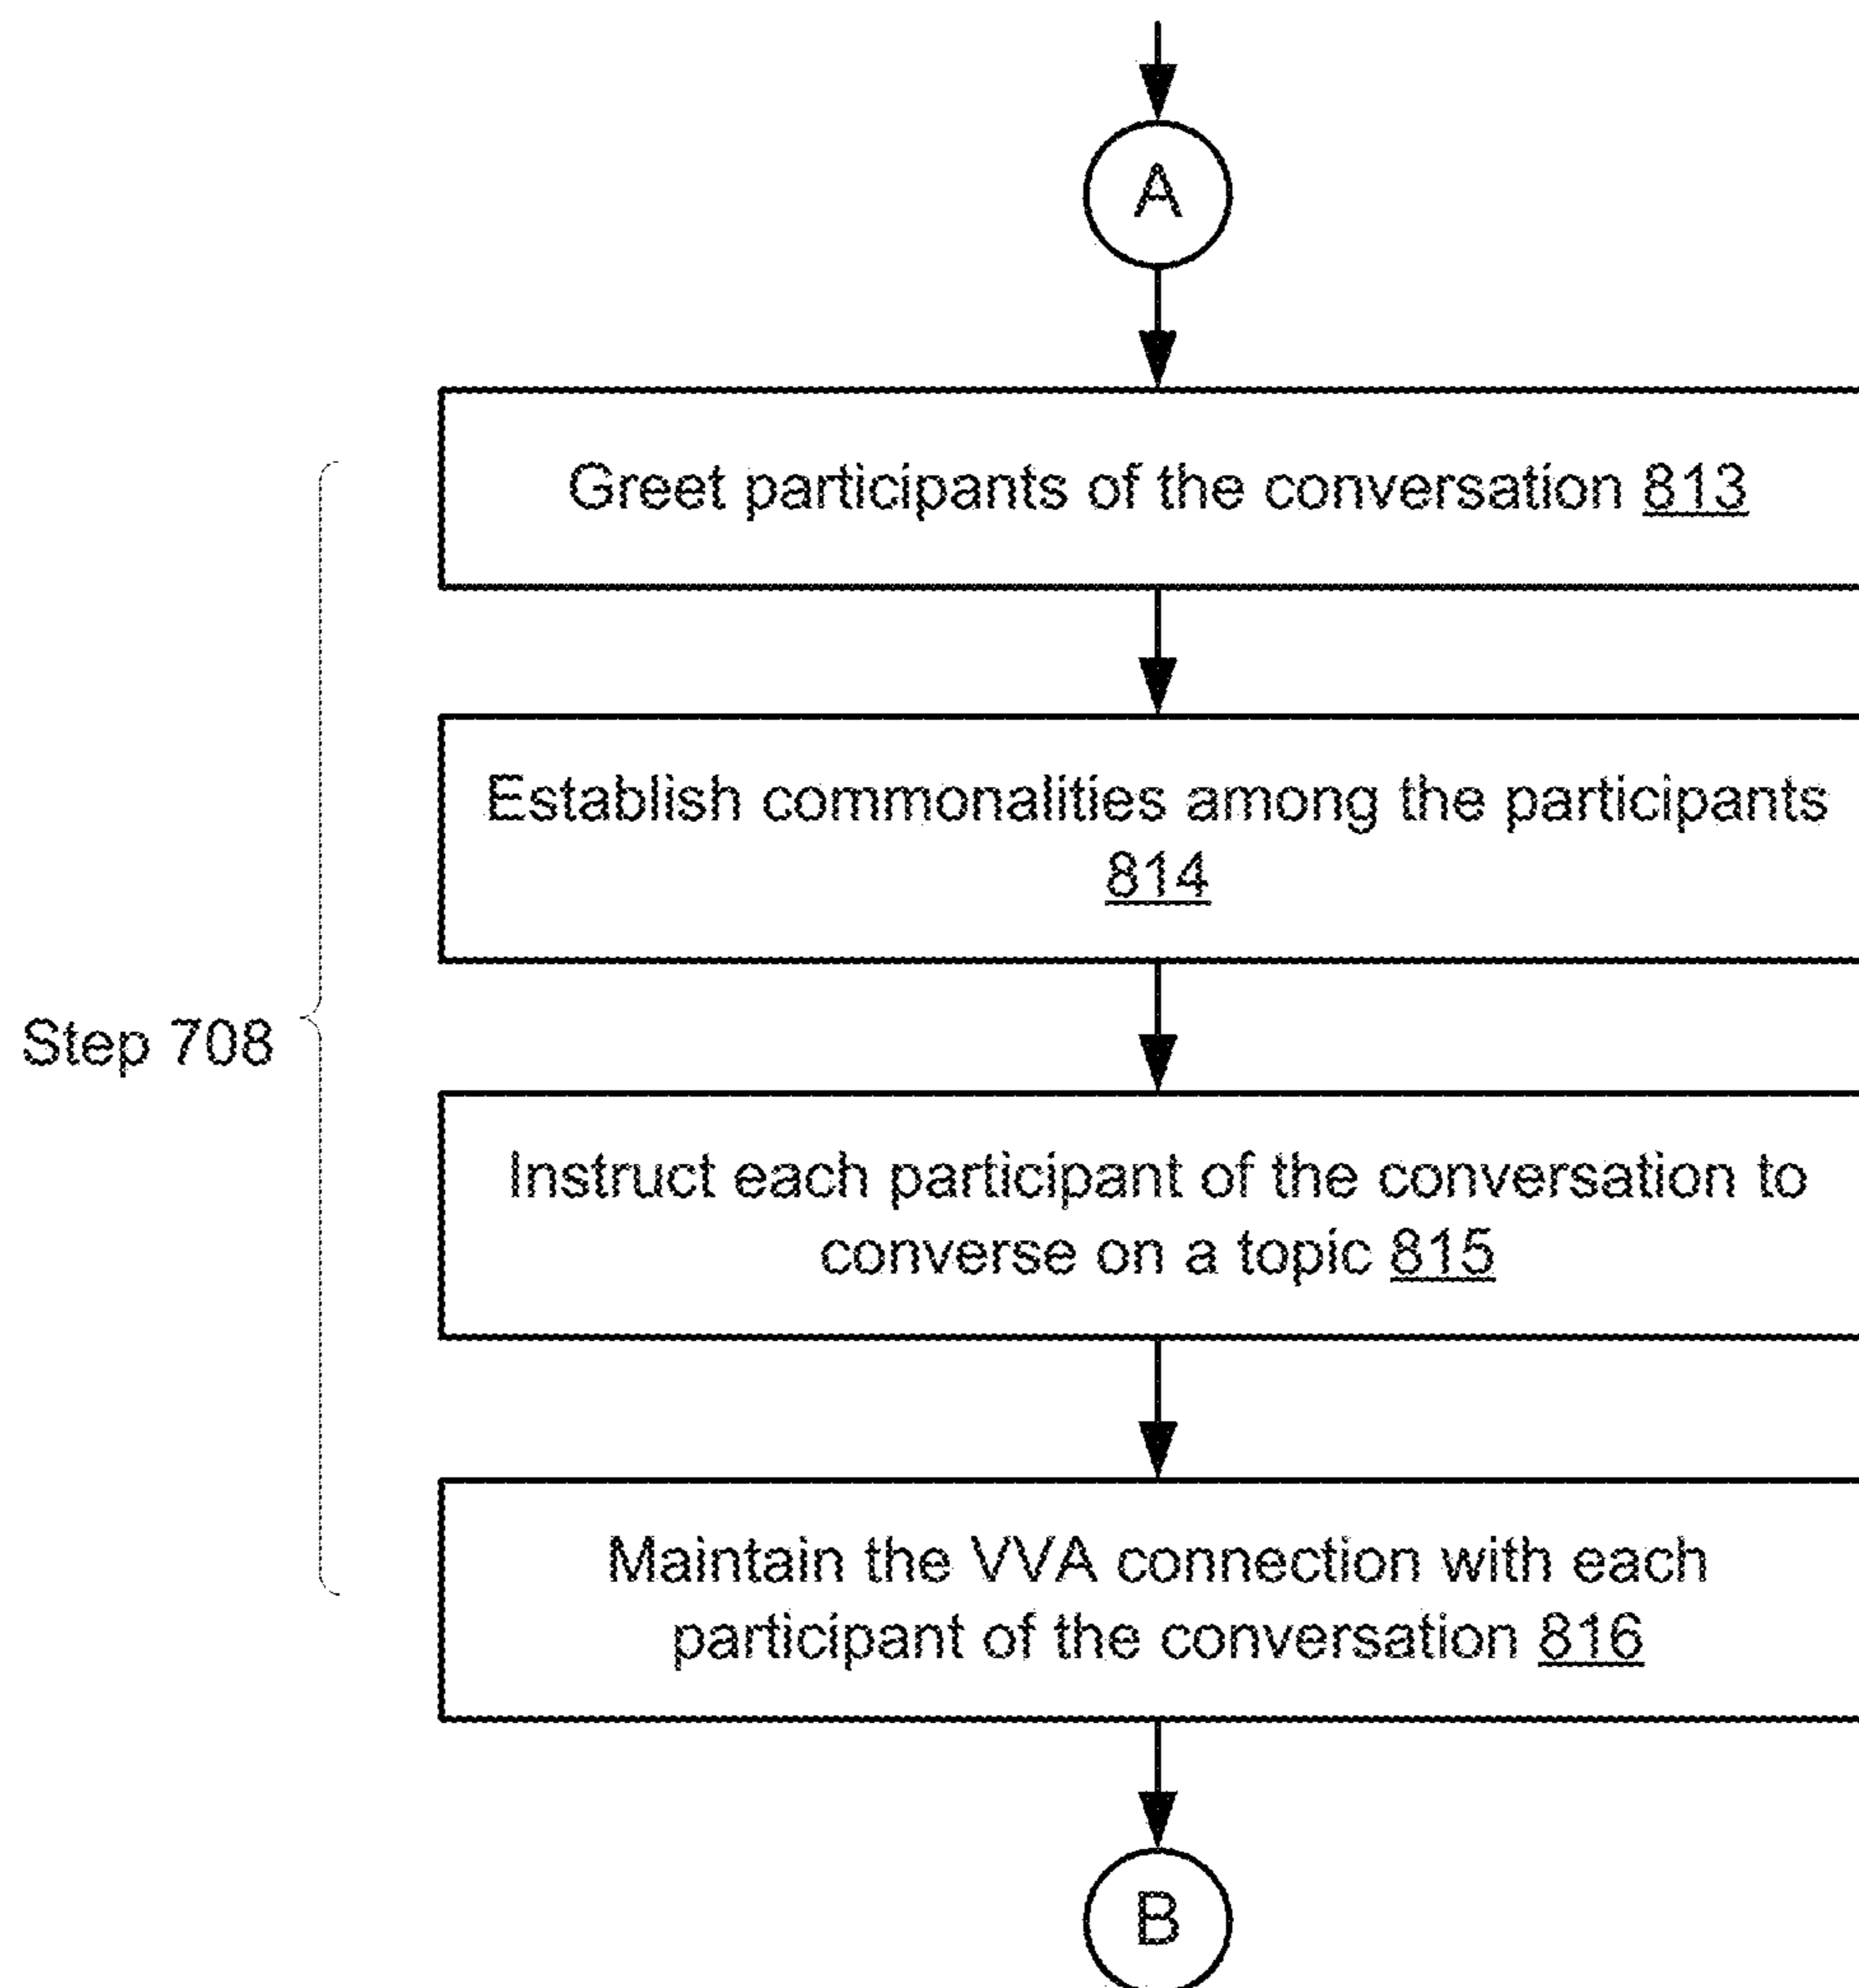 A
Greet participants of the conversation 813
Establish commonalities among the participants
814
Step 708
Instruct each participant of the conversation to
converse on a topic 815
Maintain the VVA connection with each
participant of the conversation 816
B